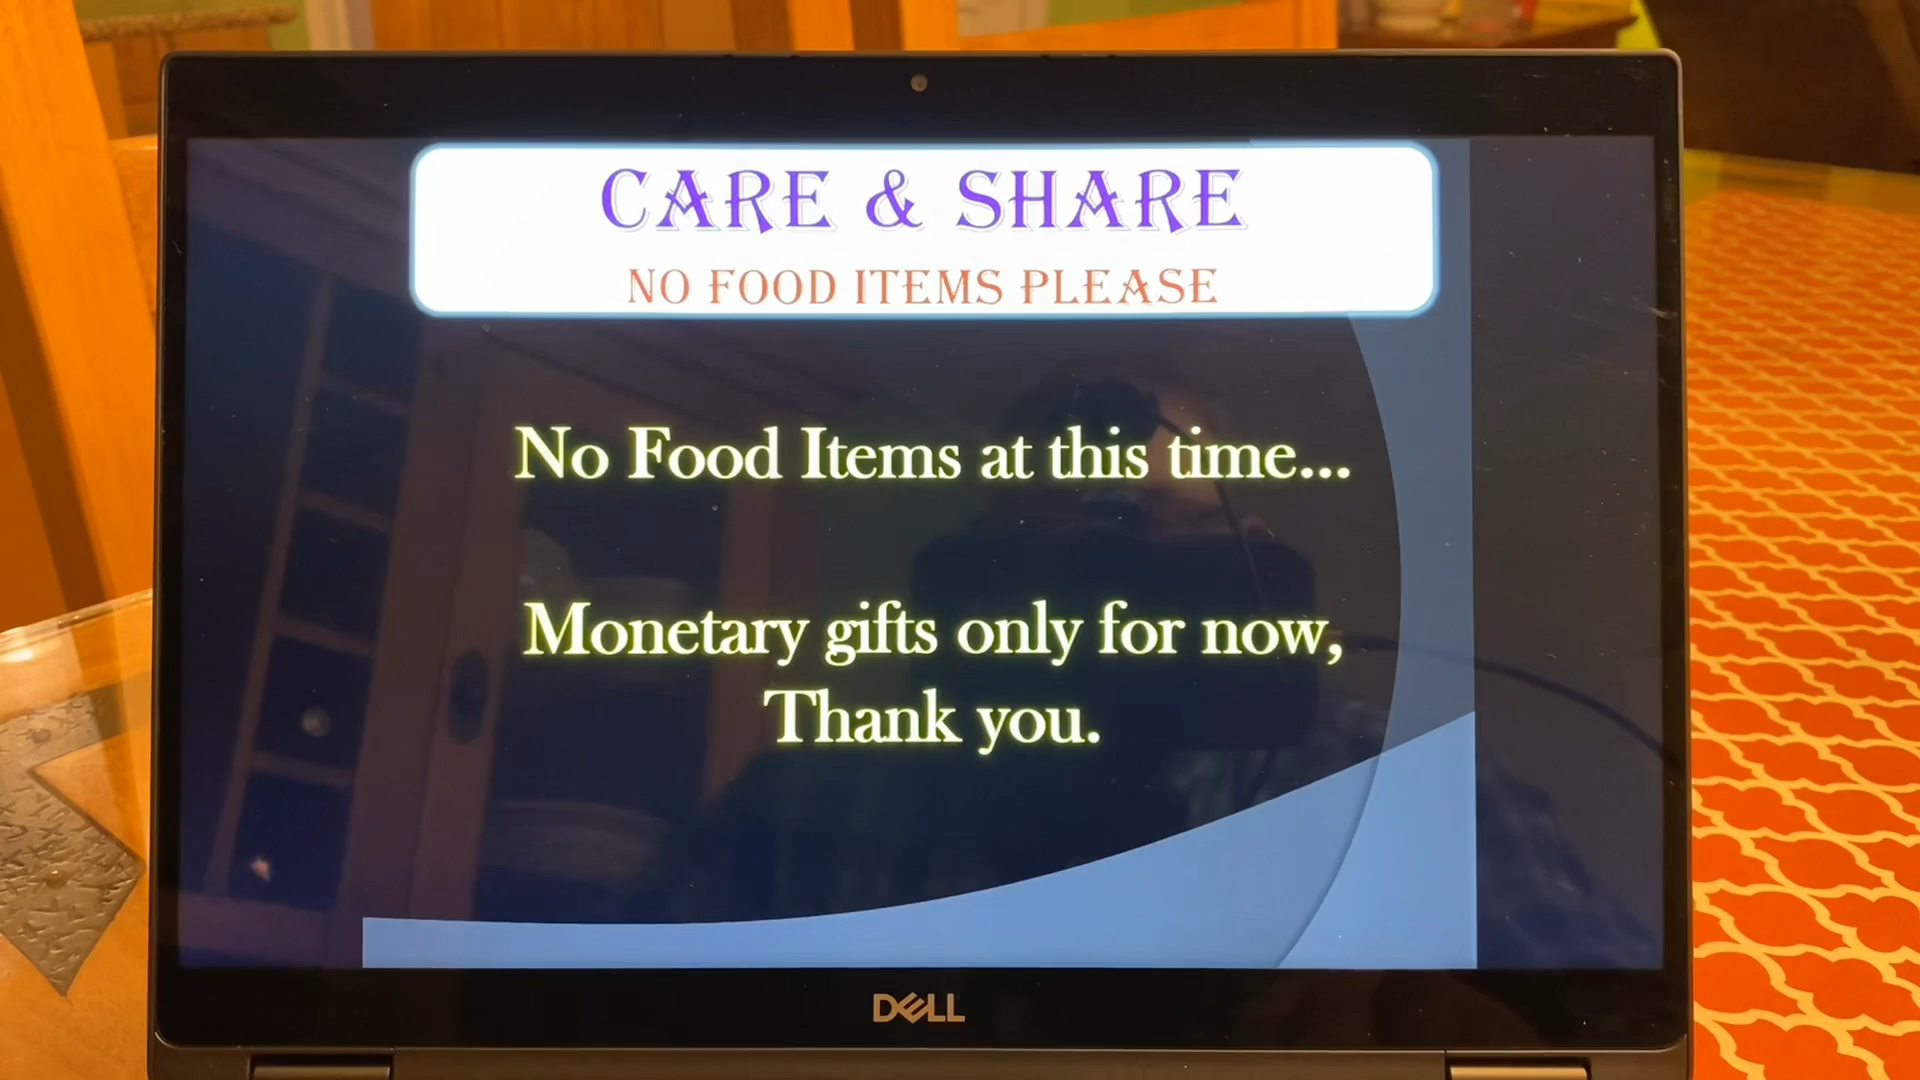 CARE & SHARE
NO FOOD ITEMS PLEASE
No Food Items at this time...
Monetary gifts only for now,
Thank you.
DELL